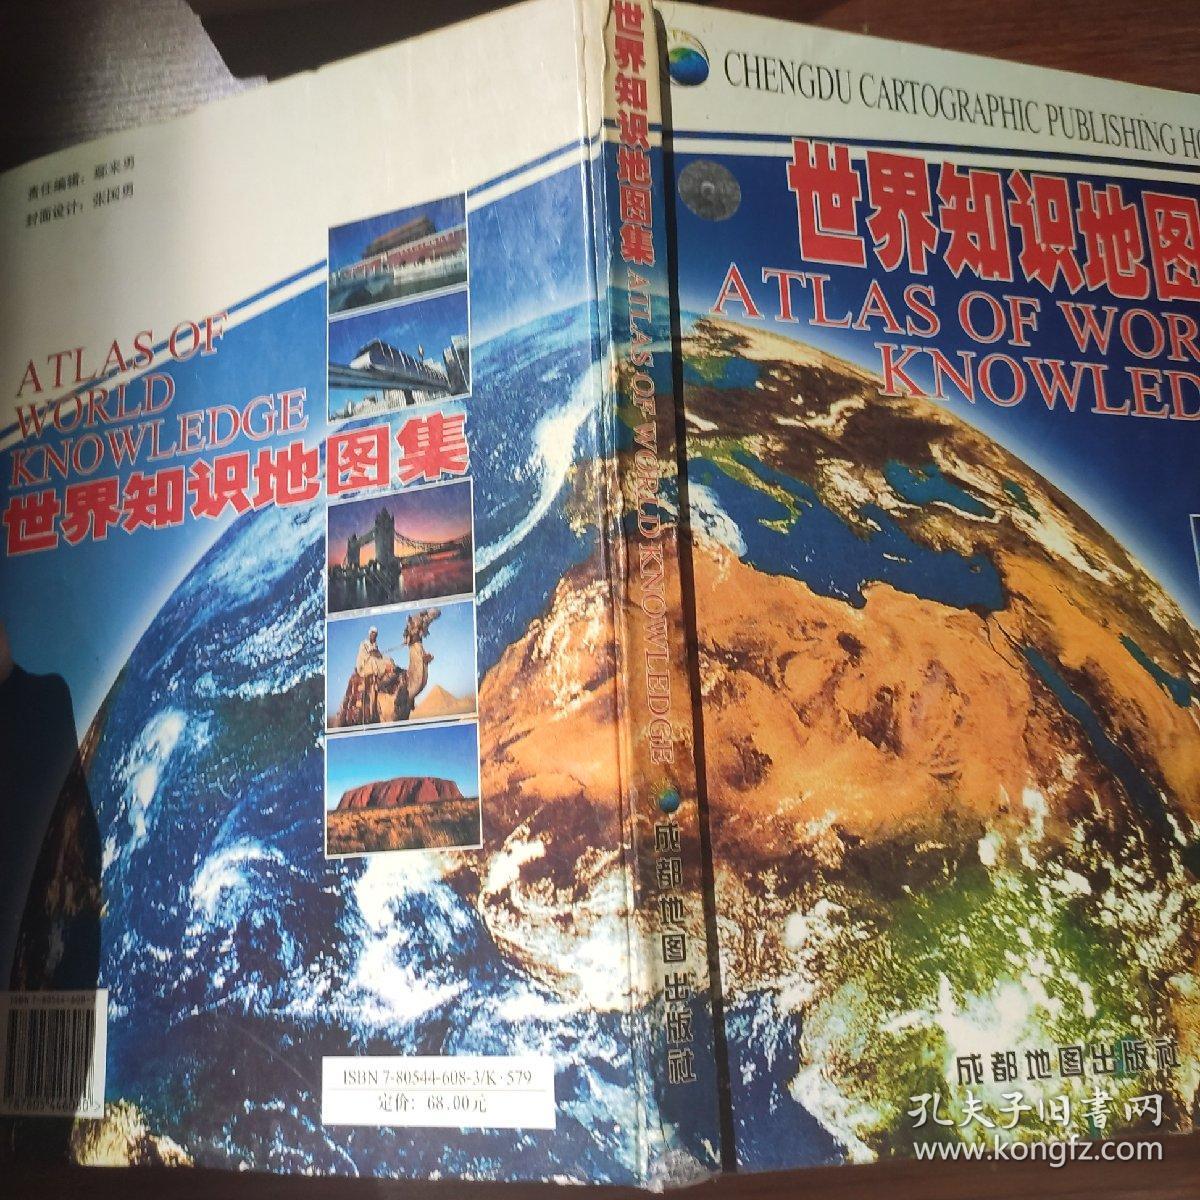 责任编辑：鄢来勇
封面设计：张国勇
ATLAS OF
WORLD
KNOWLEDGE
世界知识地图集
ISBN 7-80544-608-3/K·579
定价：68.00元
世界知识地图集 ATLAS OF WORLD KNOWLEDGE 成都地图出版社
CHENGDU CARTOGRAPHIC PUBLISHING HO
世界知识地图
ATLAS OF WOR
KNOWLED
成都地图出版社
孔夫子旧书网
www.kongfz.com